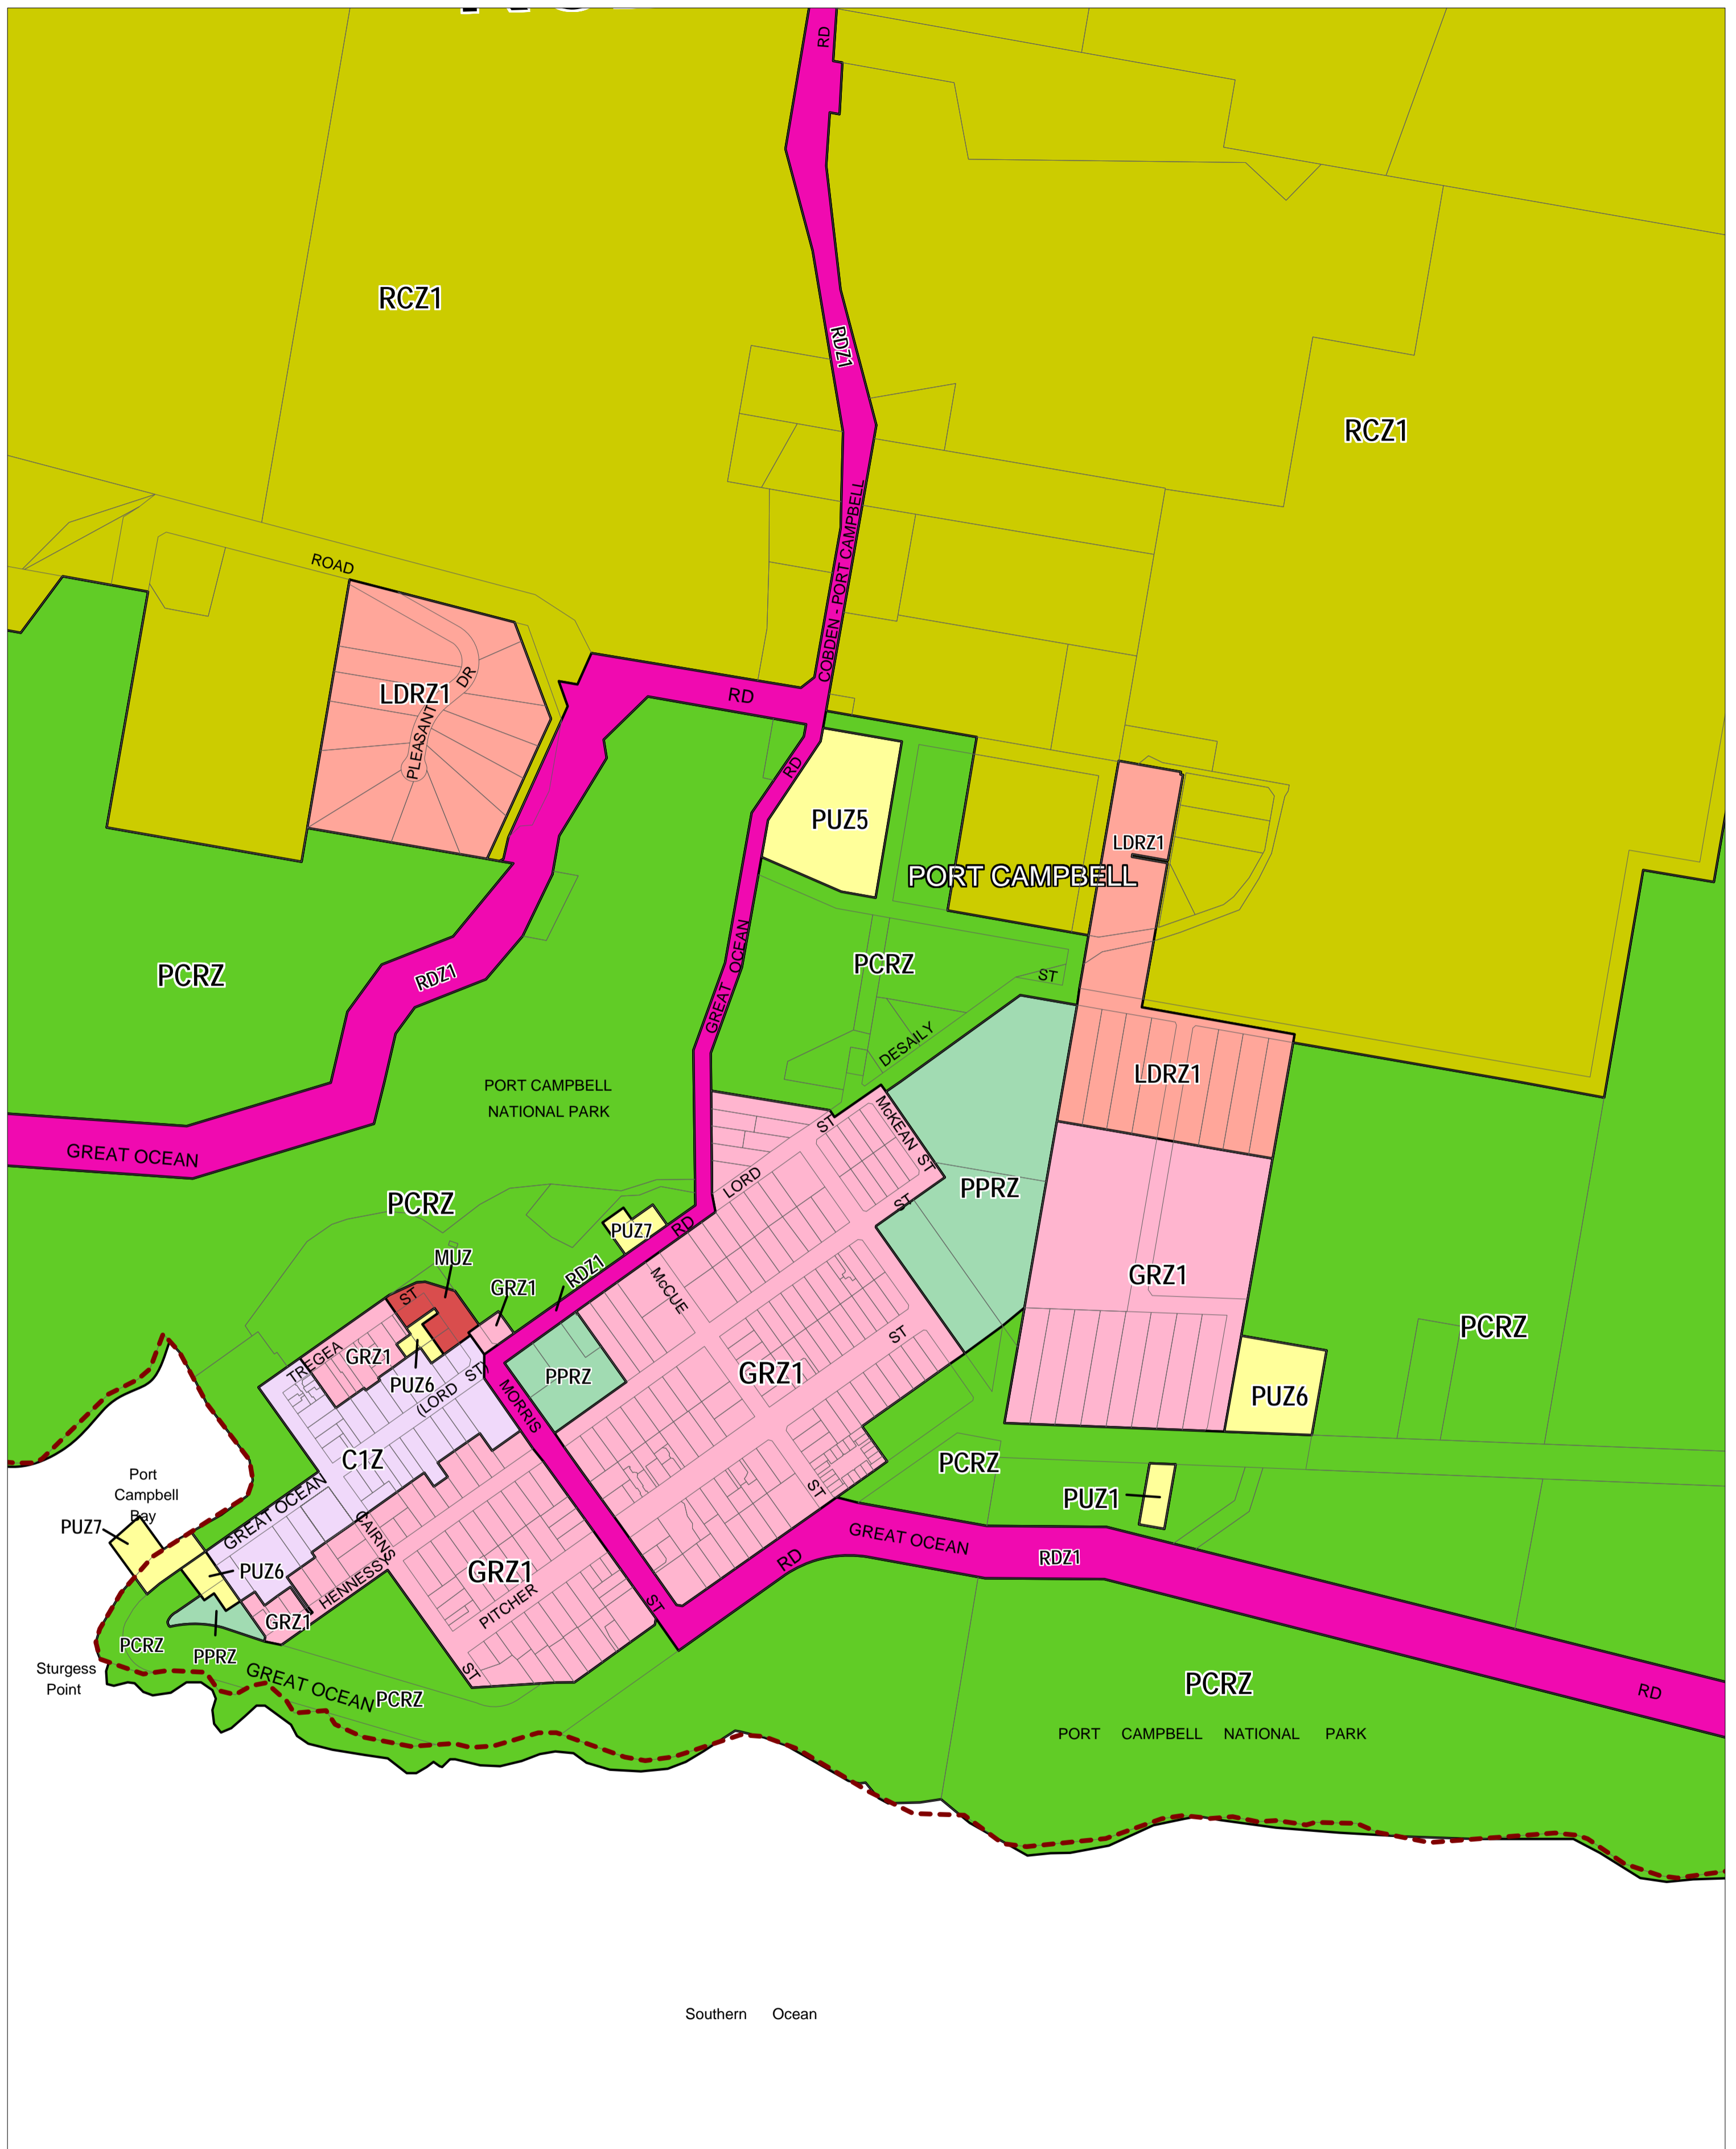 RD
RCZ1
RDZ1
RCZ1
COBDEN - PORT CAMPBELL
ROAD
LDRZ1
DR
PLEASANT
RD
RD
PUZ5
LDRZ1
PORT CAMPBELL
PCRZ
RDZ1
GREAT OCEAN
PCRZ
ST
DESAILY
LDRZ1
PORT CAMPBELL
NATIONAL PARK
GREAT OCEAN
McKEAN ST
ST
LORD
PPRZ
ST
PCRZ
PUZ7
RD
MUZ
RDZ1
GRZ1
McCUE
GRZ1
ST
PCRZ
TREGEA
GRZ1
PUZ6
(LORD ST)
MORRIS
PPRZ
GRZ1
ST
PUZ6
C1Z
PCRZ
PUZ1
ST
Port
Campbell
Bay
GREAT OCEAN
PUZ7
CAIRNS
PUZ6
HENNESSY
GRZ1
PITCHER
GREAT OCEAN
RD
RDZ1
ST
GRZ1
PCRZ
PPRZ
Sturgess
Point
GREAT OCEAN
ST
PCRZ
PCRZ
RD
PORT CAMPBELL NATIONAL PARK
Southern Ocean